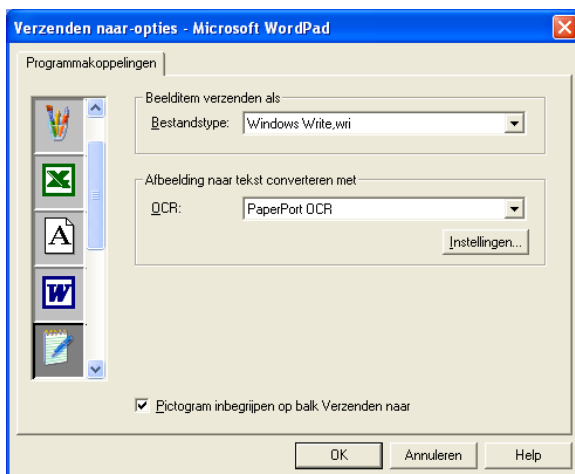 Verzenden naar-opties - Microsoft WordPad
Programmakoppelingen
Beelditem verzenden als
Bestandstype: Windows Write,wri
Afbeelding naar tekst converteren met
OCR: PaperPort OCR
Instellingen...
A
W
Pictogram inbegrijpen op balk Verzenden naar
OK Annuleren Help